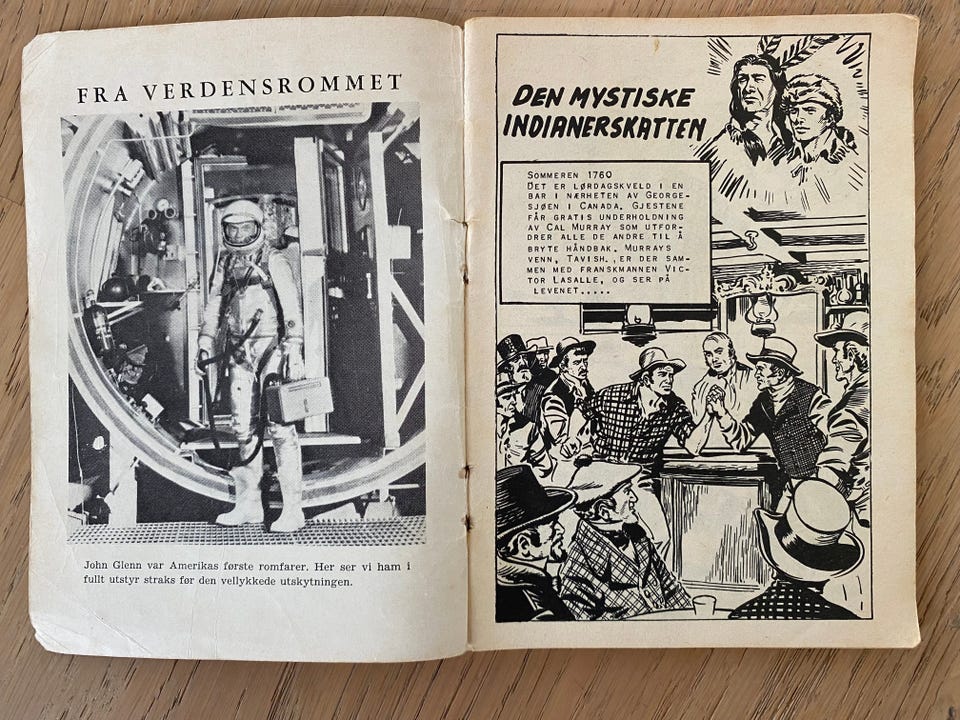 FRA VERDENSROMMET
John Glenn var Amerikas første romfarer. Her ser vi ham i
fullt utstyr straks før den vellykkede utskytningen.
DEN MYSTISKE
INDIANERSKATTEN
SOMMEREN 1760
DET ER LØRDAGSKVELD I EN
BAR I NÆRHETEN AV GEORGE-
SJØEN I CANADA. GJESTENE
FÅR GRATIS UNDERHOLDNING
AV CAL MURRAY SOM UTFOR-
DRER ALLE DE ANDRE TIL Å
BRYTE HÅNDBAK. MURRAYS
VENN, TAVISH., ER DER SAM-
MEN MED FRANSKMANNEN VIC-
TOR LASALLE, OG SER PÅ
LEVENET.....